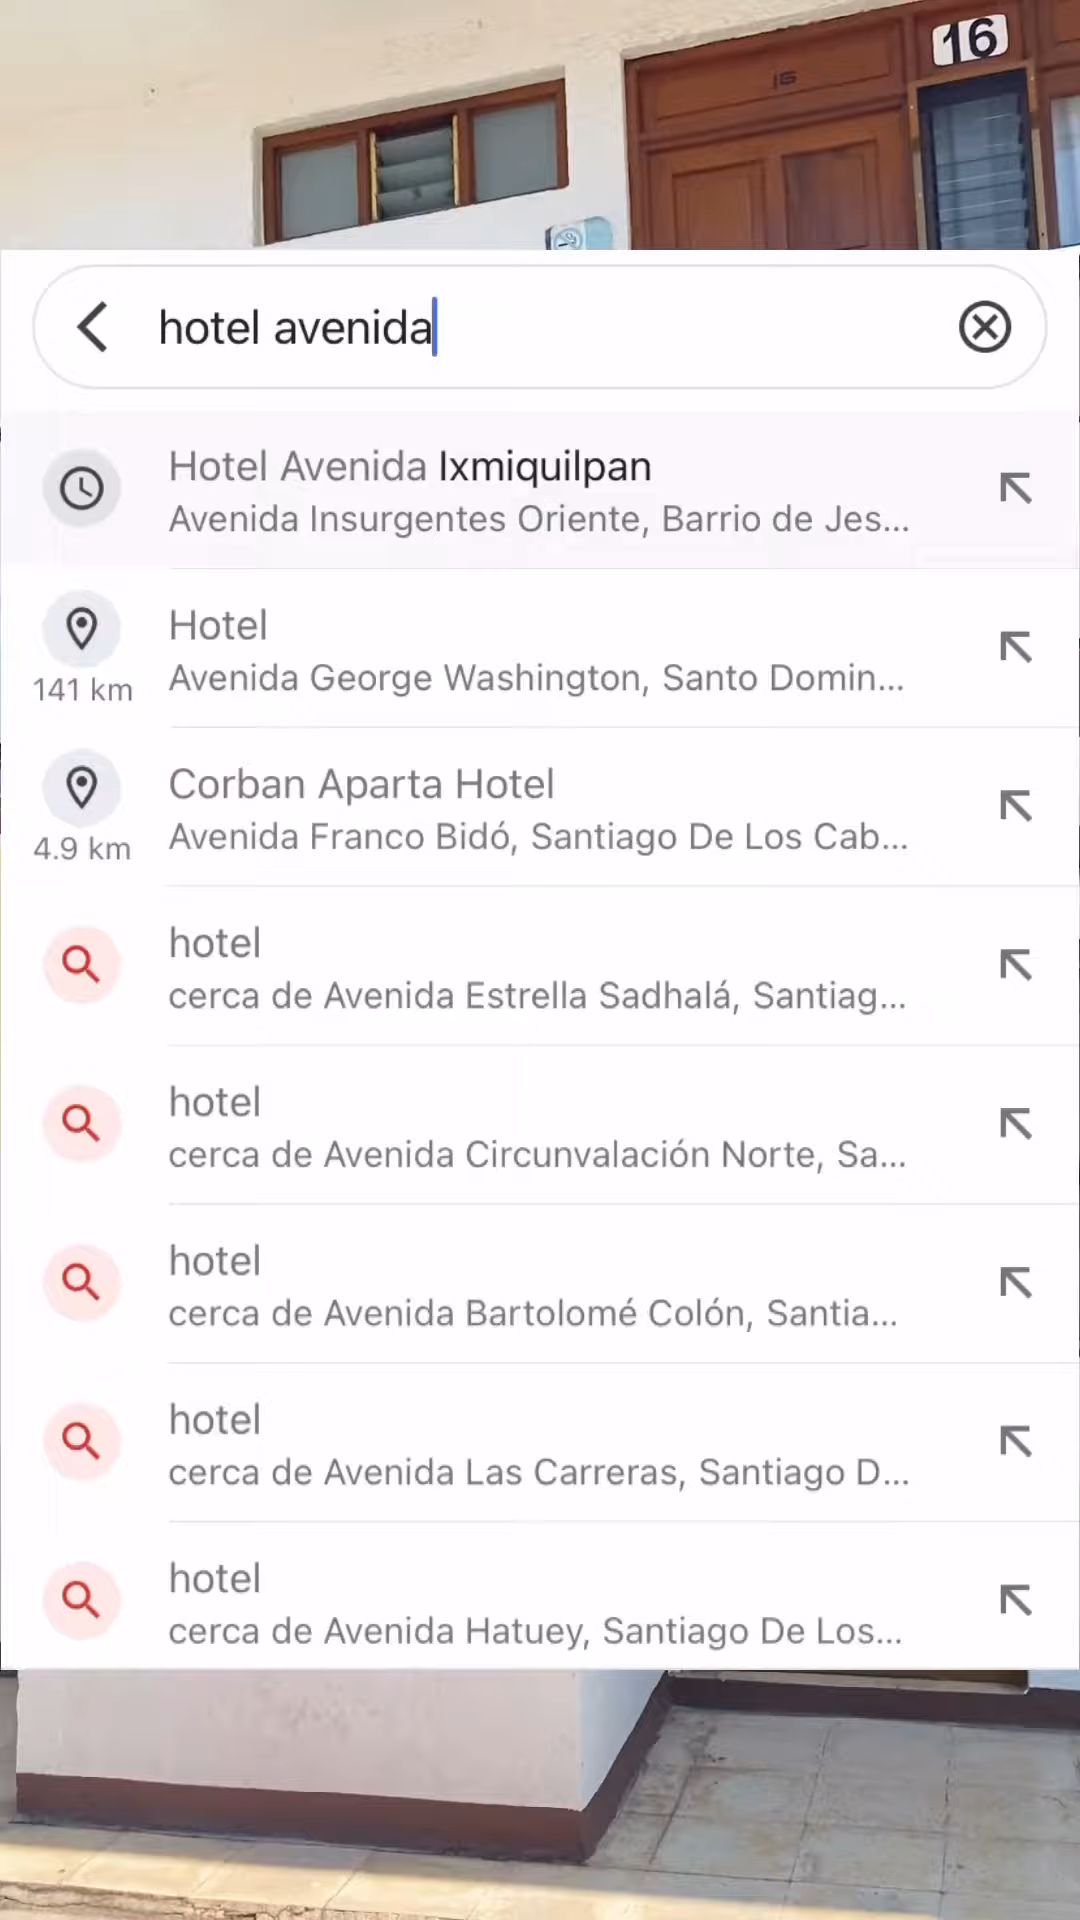 16
16
hotel avenida
Hotel Avenida Ixmiquilpan
Avenida Insurgentes Oriente, Barrio de Jes...
Hotel
141 km
Avenida George Washington, Santo Domin...
Corban Aparta Hotel
4.9 km
Avenida Franco Bidó, Santiago De Los Cab...
hotel
cerca de Avenida Estrella Sadhalá, Santiag...
hotel
cerca de Avenida Circunvalación Norte, Sa...
hotel
cerca de Avenida Bartolomé Colón, Santia...
hotel
cerca de Avenida Las Carreras, Santiago D...
hotel
cerca de Avenida Hatuey, Santiago De Los...